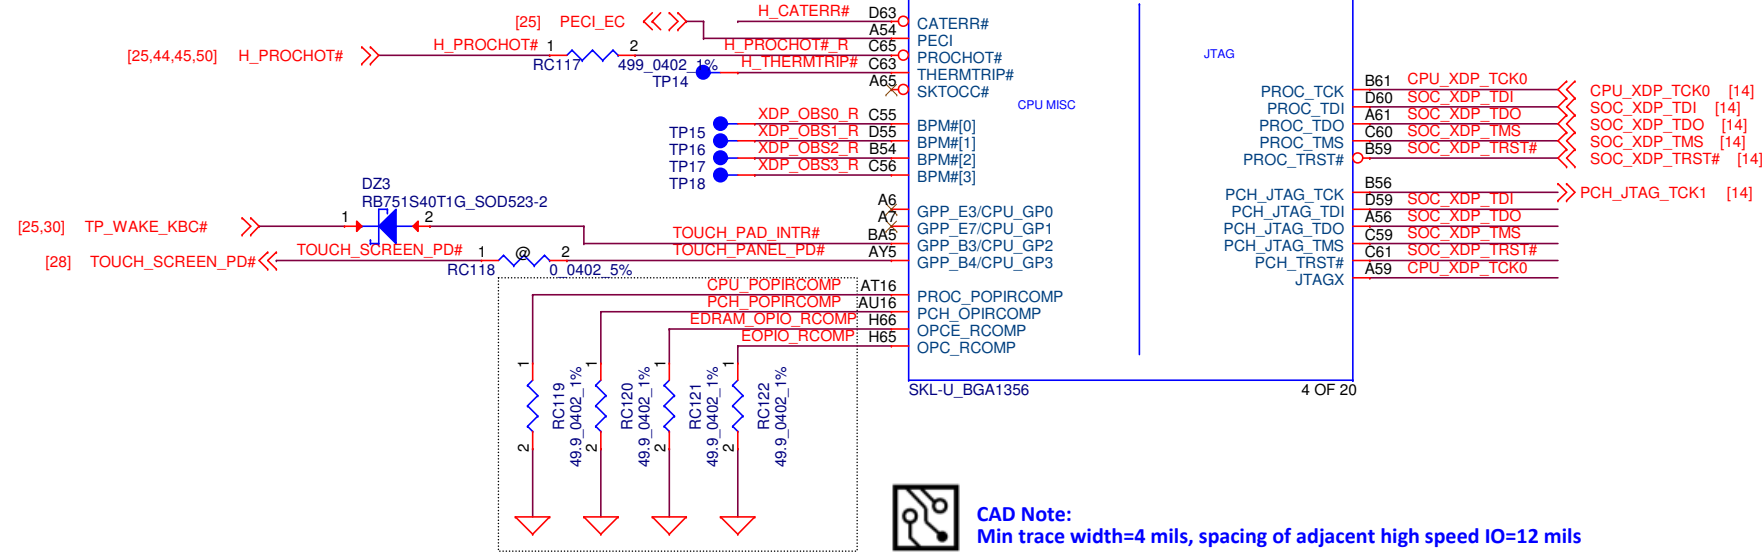 H_CATERR# D63 CATERR#
[25] PECI_EC A54 PECI
[25,44,45,50] H_PROCHOT# H_PROCHOT# 1 2 H_PROCHOT#_R C65 PROCHOT#
RC117 499_0402_1% H_THERMTRIP# C63 THERMTRIP#
TP14 A65 SKTOCC#
CPU MISC
JTAG
XDP_OBS0_R C55 BPM#[0]
TP15 XDP_OBS1_R D55 BPM#[1]
TP16 XDP_OBS2_R B54 BPM#[2]
TP17 XDP_OBS3_R C56 BPM#[3]
TP18
DZ3
RB751S40T1G_SOD523-2
A6 GPP_E3/CPU_GP0
A7 GPP_E7/CPU_GP1
[25,30] TP_WAKE_KBC# 1 2 TOUCH_PAD_INTR# BA5 GPP_B3/CPU_GP2
[28] TOUCH_SCREEN_PD# TOUCH_SCREEN_PD# 1 @ 2 TOUCH_PANEL_PD# AY5 GPP_B4/CPU_GP3
RC118 0_0402_5%
CPU_POPIRCOMP AT16 PROC_POPIRCOMP
PCH_POPIRCOMP AU16 PCH_OPIRCOMP
EDRAM_OPIO_RCOMP H66 OPCE_RCOMP
EOPIO_RCOMP H65 OPC_RCOMP
PROC_TCK B61 CPU_XDP_TCK0 CPU_XDP_TCK0 [14]
PROC_TDI D60 SOC_XDP_TDI SOC_XDP_TDI [14]
PROC_TDO A61 SOC_XDP_TDO SOC_XDP_TDO [14]
PROC_TMS C60 SOC_XDP_TMS SOC_XDP_TMS [14]
PROC_TRST# B59 SOC_XDP_TRST# SOC_XDP_TRST# [14]
PCH_JTAG_TCK B56 PCH_JTAG_TCK1 [14]
PCH_JTAG_TDI D59 SOC_XDP_TDI
PCH_JTAG_TDO A56 SOC_XDP_TDO
PCH_JTAG_TMS C59 SOC_XDP_TMS
PCH_TRST# C61 SOC_XDP_TRST#
JTAGX A59 CPU_XDP_TCK0
1 RC119 49.9_0402_1% 2
1 RC120 49.9_0402_1% 2
1 RC121 49.9_0402_1% 2
1 RC122 49.9_0402_1% 2
SKL-U_BGA1356 4 OF 20
CAD Note:
Min trace width=4 mils, spacing of adjacent high speed IO=12 mils